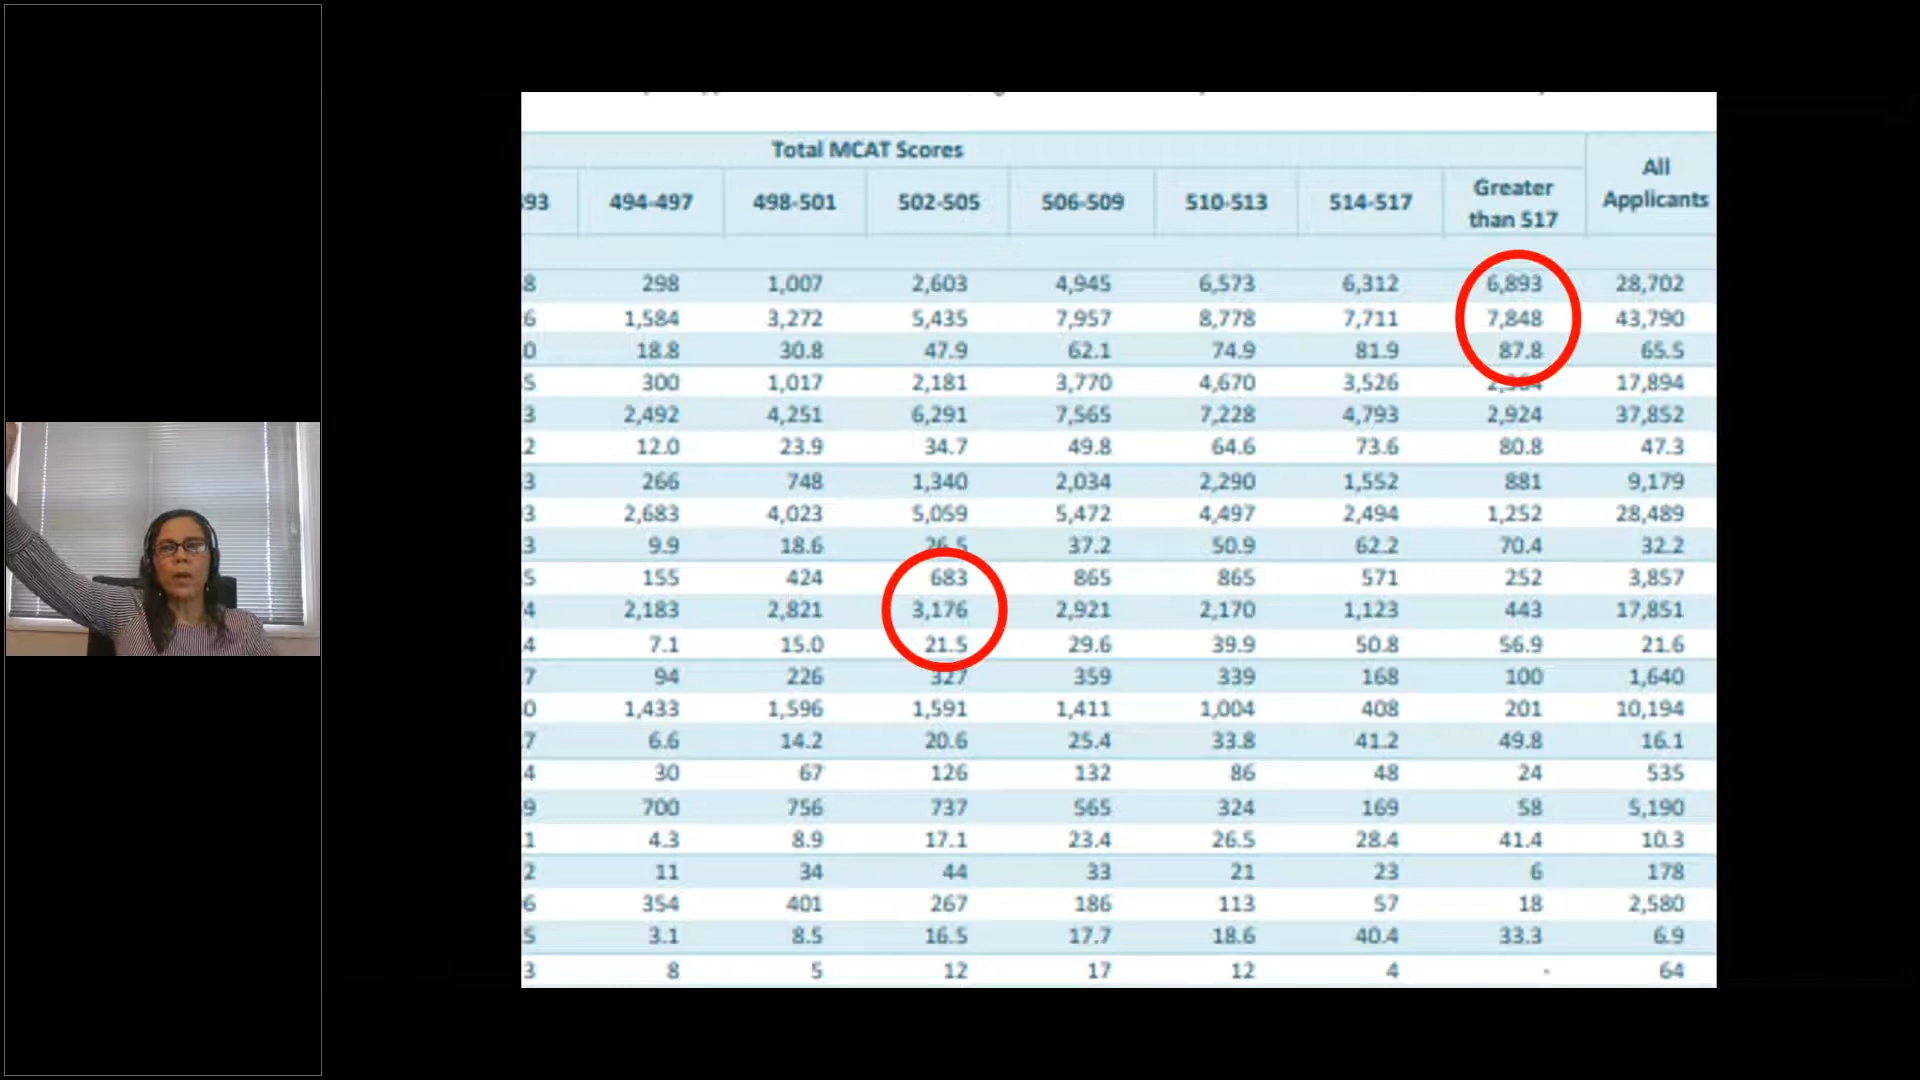 Total MCAT Scores
93 494-497 498-501 502-505 506-509 510-513 514-517 Greater than 517 All Applicants
8 298 1,007 2,603 4,945 6,573 6,312 6,893 28,702
6 1,584 3,272 5,435 7,957 8,778 7,711 7,848 43,790
0 18.8 30.8 47.9 62.1 74.9 81.9 87.8 65.5
5 300 1,017 2,181 3,770 4,670 3,526 17,894
3 2,492 4,251 6,291 7,565 7,228 4,793 2,924 37,852
.2 12.0 23.9 34.7 49.8 64.6 73.6 80.8 47.3
3 266 748 1,340 2,034 2,290 1,552 881 9,179
3 2,683 4,023 5,059 5,472 4,497 2,494 1,252 28,489
3 9.9 18.6 26.5 37.2 50.9 62.2 70.4 32.2
5 155 424 683 865 865 571 252 3,857
4 2,183 2,821 3,176 2,921 2,170 1,123 443 17,851
4 7.1 15.0 21.5 29.6 39.9 50.8 56.9 21.6
7 94 226 327 359 339 168 100 1,640
0 1,433 1,596 1,591 1,411 1,004 408 201 10,194
.7 6.6 14.2 20.6 25.4 33.8 41.2 49.8 16.1
4 30 67 126 132 86 48 24 535
9 700 756 737 565 324 169 58 5,190
1 4.3 8.9 17.1 23.4 26.5 28.4 41.4 10.3
2 11 34 44 33 21 23 6 178
6 354 401 267 186 113 57 18 2,580
5 3.1 8.5 16.5 17.7 18.6 40.4 33.3 6.9
3 8 5 12 17 12 4 - 64